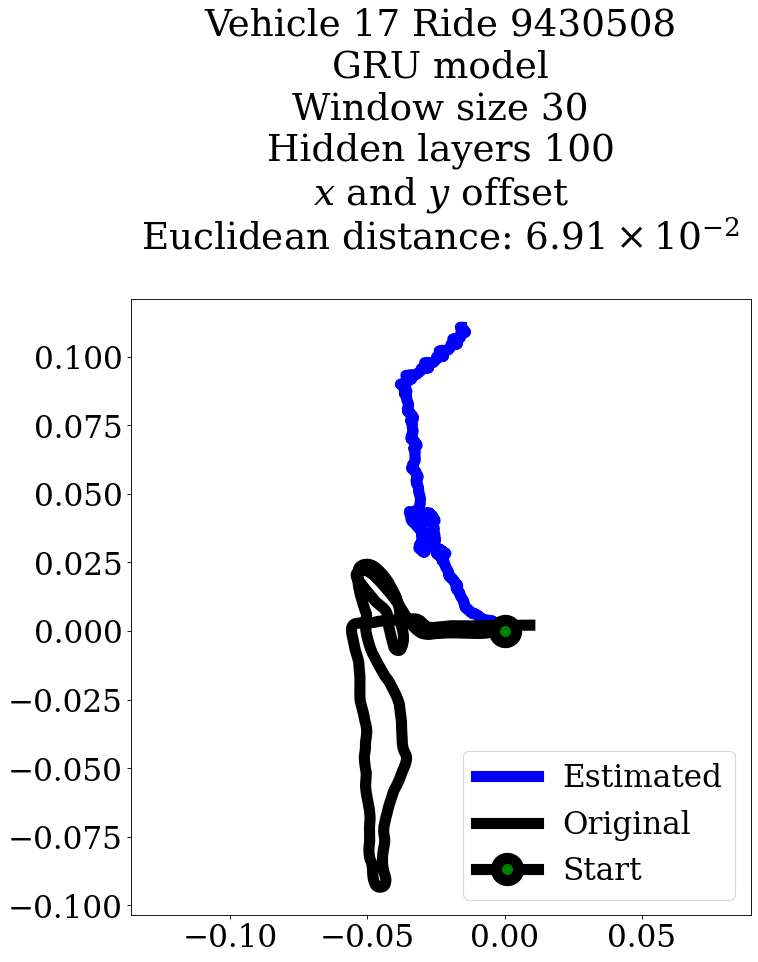 Vehicle 17 Ride 9430508
GRU model
Window size 30
Hidden layers 100
x and y offset
Euclidean distance: 6.91 × 10⁻²
0.100
0.075
0.050
0.025
0.000
−0.025
−0.050
−0.075
−0.100
Estimated
Original
Start
−0.10
−0.05
0.00
0.05